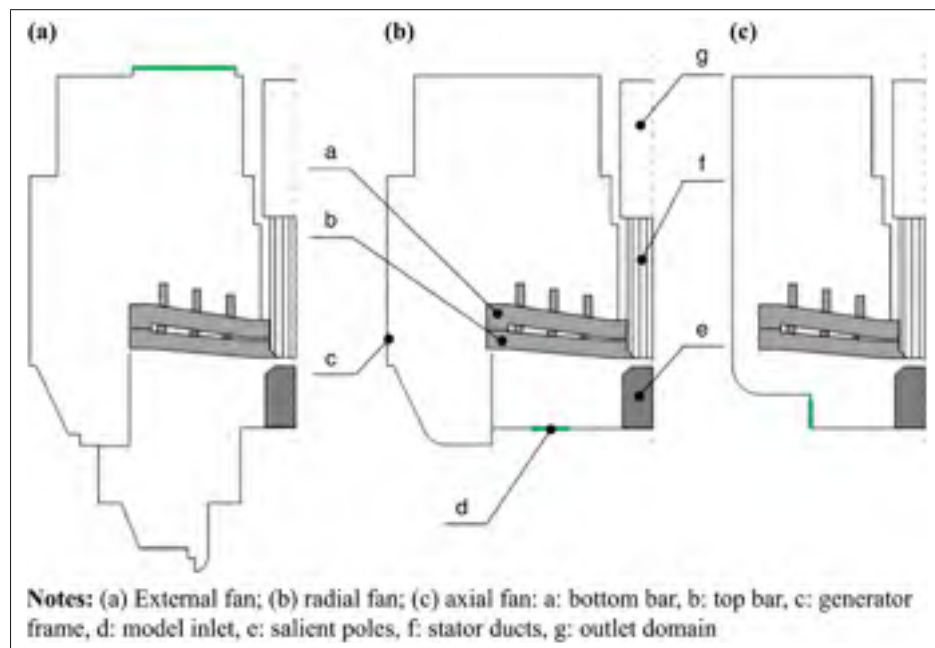 (a) (b) (c)
g
a
f
b
e
c
d
Notes: (a) External fan; (b) radial fan; (c) axial fan: a: bottom bar, b: top bar, c: generator
frame, d: model inlet, e: salient poles, f: stator ducts, g: outlet domain